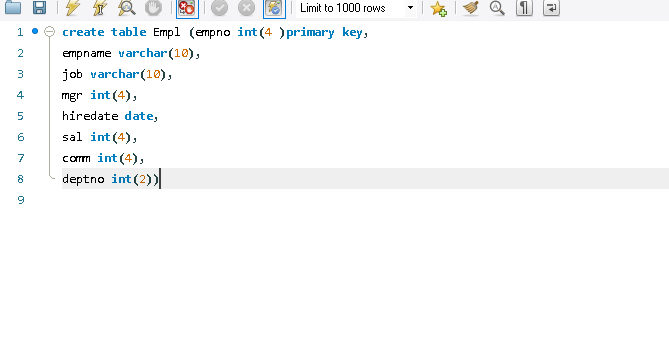 Limit to 1000 rows
1 create table Empl (empno int(4 )primary key,
2 empname varchar(10),
3 job varchar(10),
4 mgr int(4),
5 hiredate date,
6 sal int(4),
7 comm int(4),
8 deptno int(2))
9